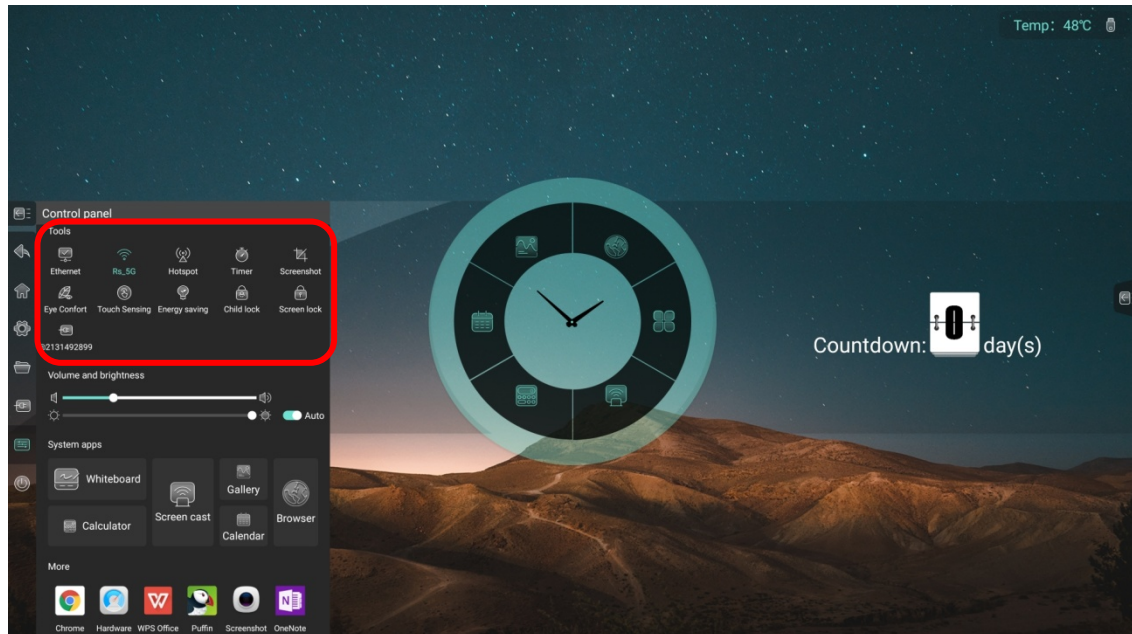 Temp: 48℃
Control panel
Tools
Ethernet Rs_5G Hotspot Timer Screenshot
Eye Confort Touch Sensing Energy saving Child lock Screen lock
2131492899
Volume and brightness
Auto
System apps
Whiteboard
Calculator
Screen cast
Gallery
Calendar
Browser
More
Chrome Hardware WPS Office Puffin Screenshot OneNote
Countdown: 0 day(s)